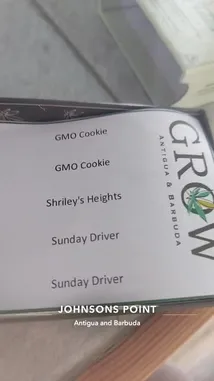 GMO Cookie
GMO Cookie
Shriley's Heights
Sunday Driver
Sunday Driver
GROW
ANTIGUA & BARBUDA
JOHNSONS POINT
Antigua and Barbuda